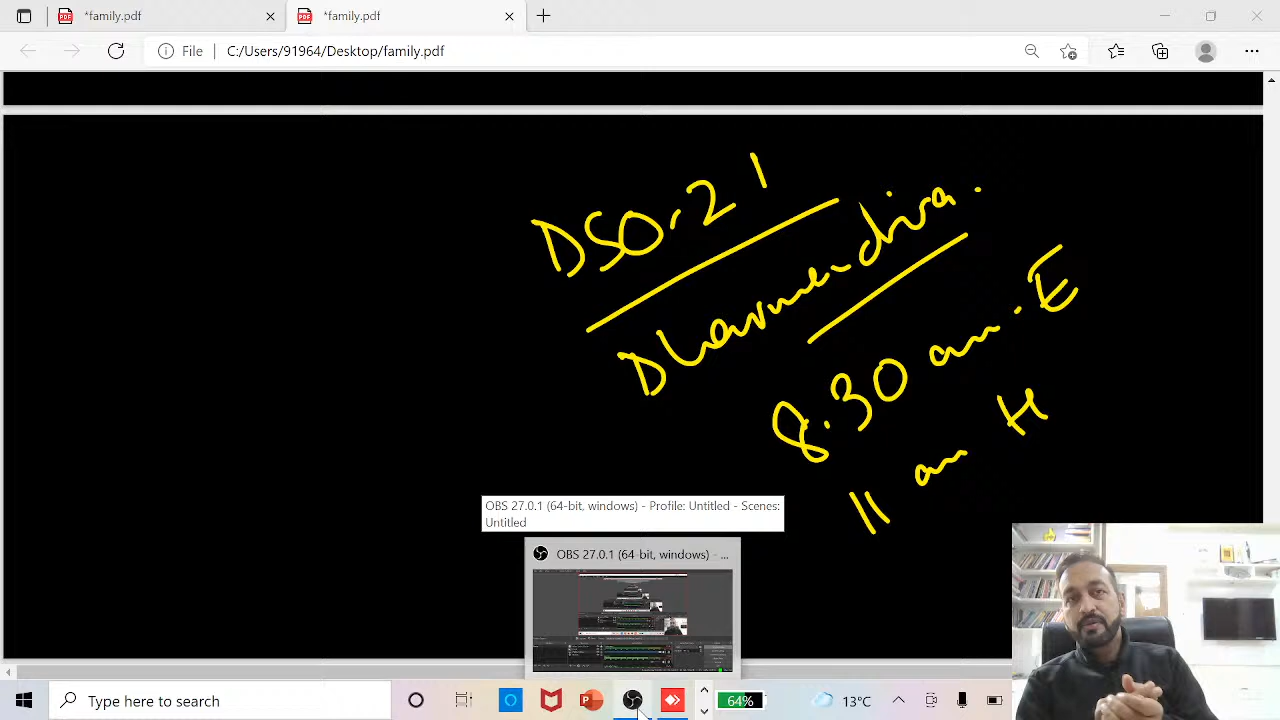 *family.pdf
*family.pdf
File C:/Users/91964/Desktop/family.pdf
DSO.21
Dharmendra.
8.30 am. E
11 am H
OBS 27.0.1 (64-bit, windows) - Profile: Untitled - Scenes:
Untitled
OBS 27.0.1 (64-bit, windows) - ...
Type here to search
64%
13°C